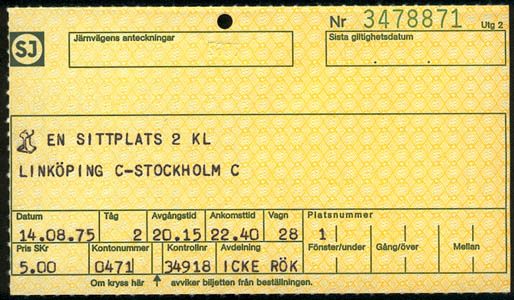 Nr 3478871 Utg 2
SJ
Järnvägens anteckningar
Sista giltighetsdatum
EN SITTPLATS 2 KL
LINKÖPING C-STOCKHOLM C
Datum Tåg Avgångstid Ankomsttid Vagn Platsnummer
14.08.75 2 20.15 22.40 28 1
Pris SKr Kontonummer Kontrollnr Avdelning Fönster/under Gång/över Mellan
5.00 0471 34918 ICKE RÖK
Om kryss här ↑ avviker biljetten från beställningen.